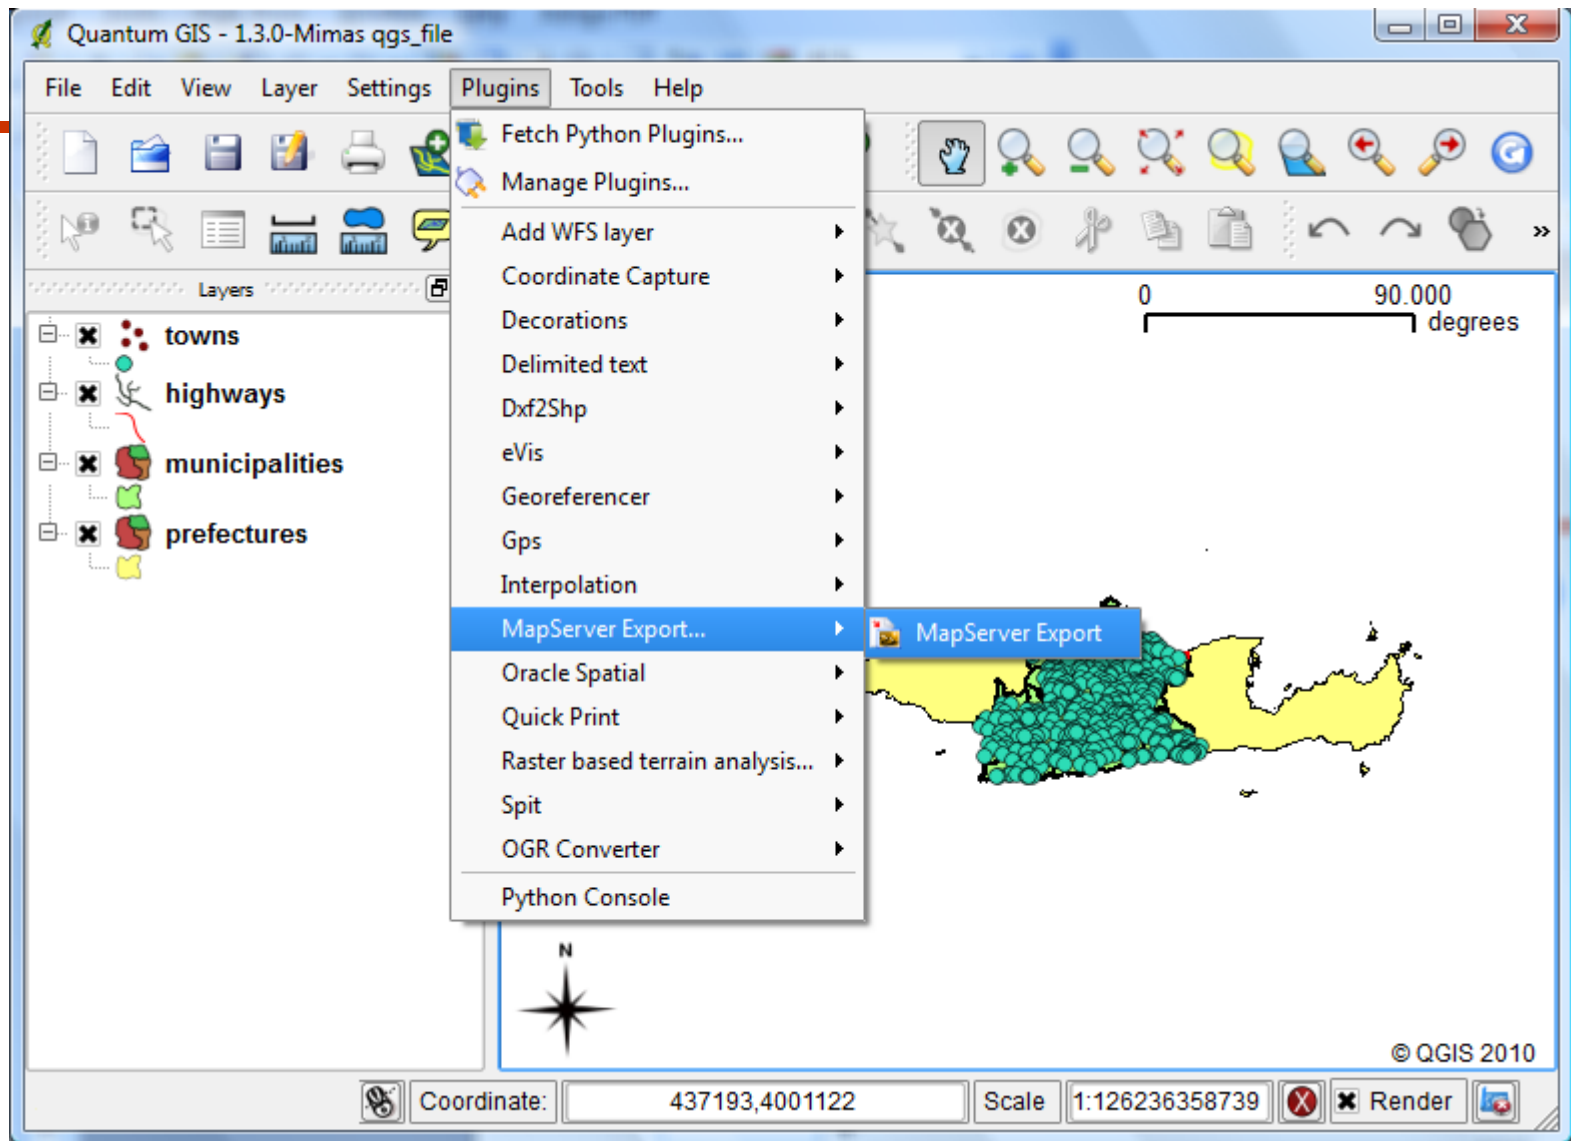 Quantum GIS - 1.3.0-Mimas qgs_file
File Edit View Layer Settings Plugins Tools Help
Fetch Python Plugins...
Manage Plugins...
Add WFS layer
Coordinate Capture
Decorations
Delimited text
Dxf2Shp
eVis
Georeferencer
Gps
Interpolation
MapServer Export...
MapServer Export
Oracle Spatial
Quick Print
Raster based terrain analysis...
Spit
OGR Converter
Python Console
Layers
towns
highways
municipalities
prefectures
0 90.000
degrees
N
© QGIS 2010
Coordinate: 437193,4001122 Scale 1:126236358739 Render